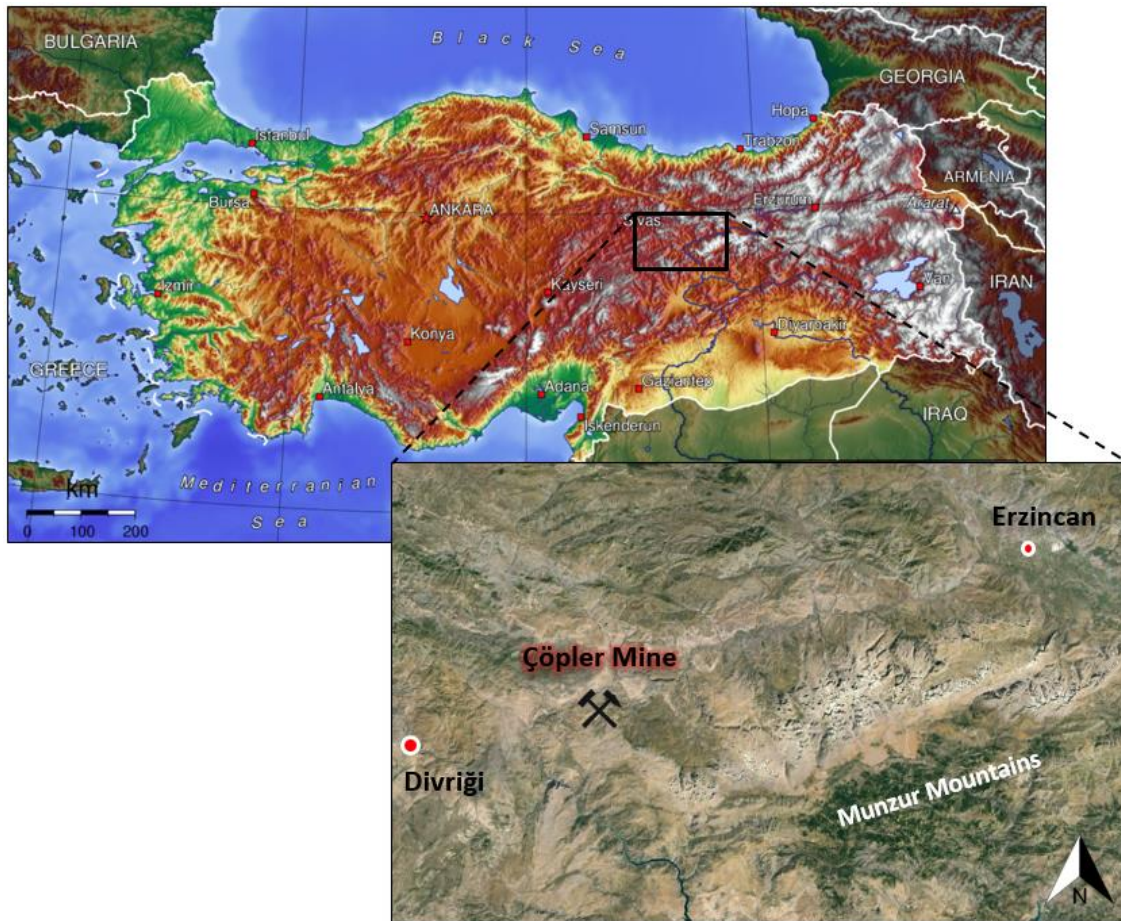 BULGARIA
Black Sea
GEORGIA
Hopa
Istanbul
Samsun
Trabzon
ARMENIA
Bursa
ANKARA
Sivas
Erzurum
Ararat
Izmir
Kayseri
Van
IRAN
Konya
Diyarbakir
GREECE
Antalya
Adana
Gaziantep
IRAQ
Iskenderun
km
0 100 200
Mediterranian
Sea
Erzincan
Çöpler Mine
Divriği
Munzur Mountains
N